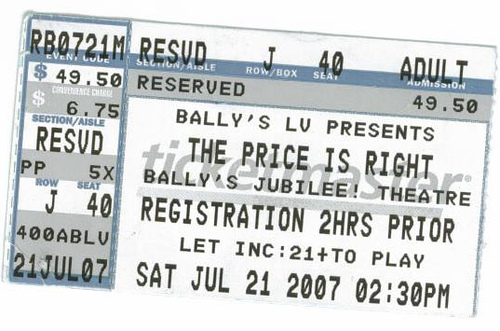 RB0721M
EVENT CODE
$ 49.50
CONVENIENCE CHARGE
$ 6.75
SECTION/AISLE
RESVD
PP 5X
ROW SEAT
J 40
400ABLV
21JUL07
RESVD J 40 ADULT
SECTION/AISLE ROW/BOX SEAT ADMISSION
RESERVED 49.50
BALLY'S LV PRESENTS
THE PRICE IS RIGHT
ticketmaster®
BALLY'S JUBILEE! THEATRE
REGISTRATION 2HRS PRIOR
LET INC:21+TO PLAY
SAT JUL 21 2007 02:30PM